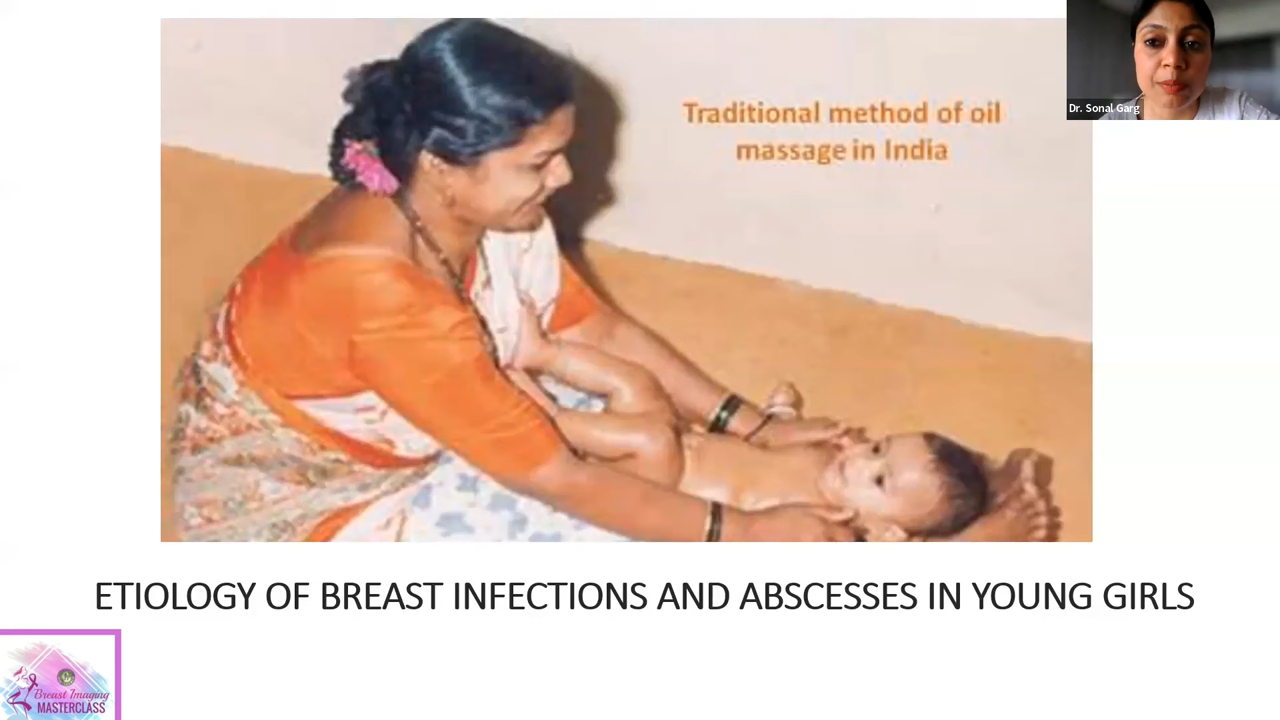 Traditional method of oil
massage in India
Dr. Sonal Garg
ETIOLOGY OF BREAST INFECTIONS AND ABSCESSES IN YOUNG GIRLS
Breast Imaging
MASTERCLASS